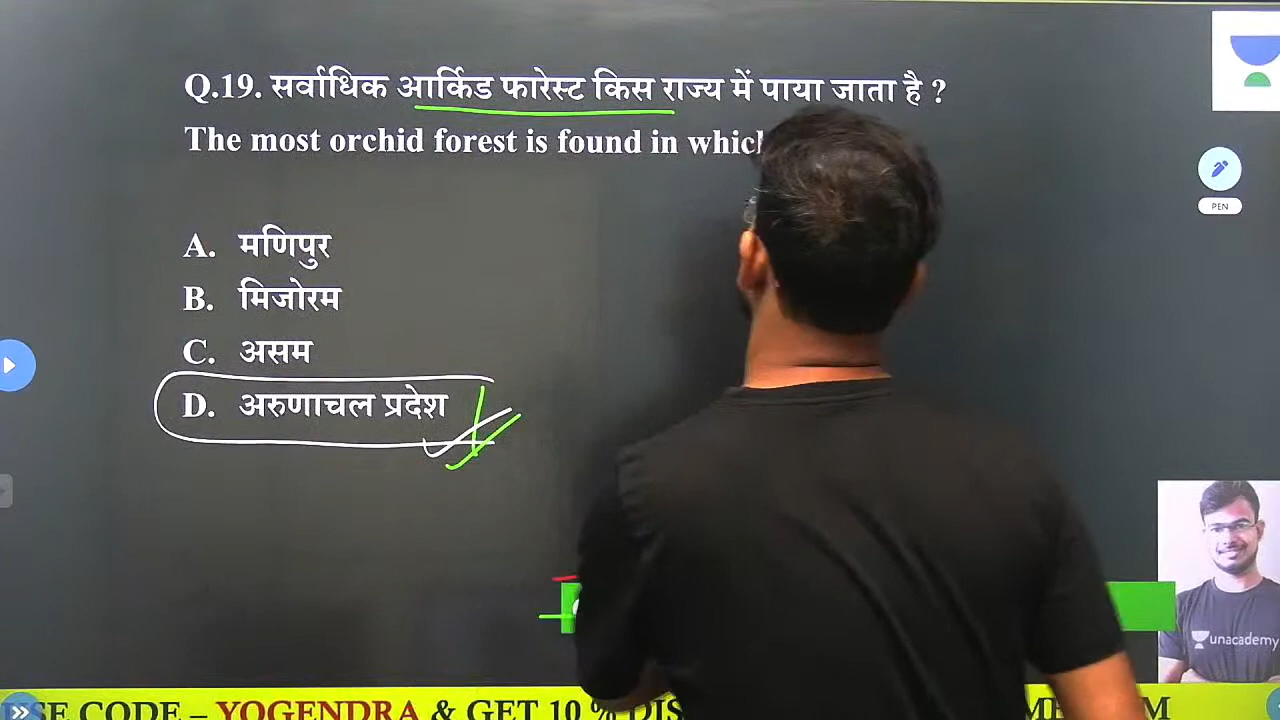 Q.19. सर्वाधिक आर्किड फारेस्ट किस राज्य में पाया जाता है ?
The most orchid forest is found in which
A. मणिपुर
B. मिजोरम
C. असम
D. अरुणाचल प्रदेश
PEN
unacademy
CODE – YOGENDRA & GET 10 %